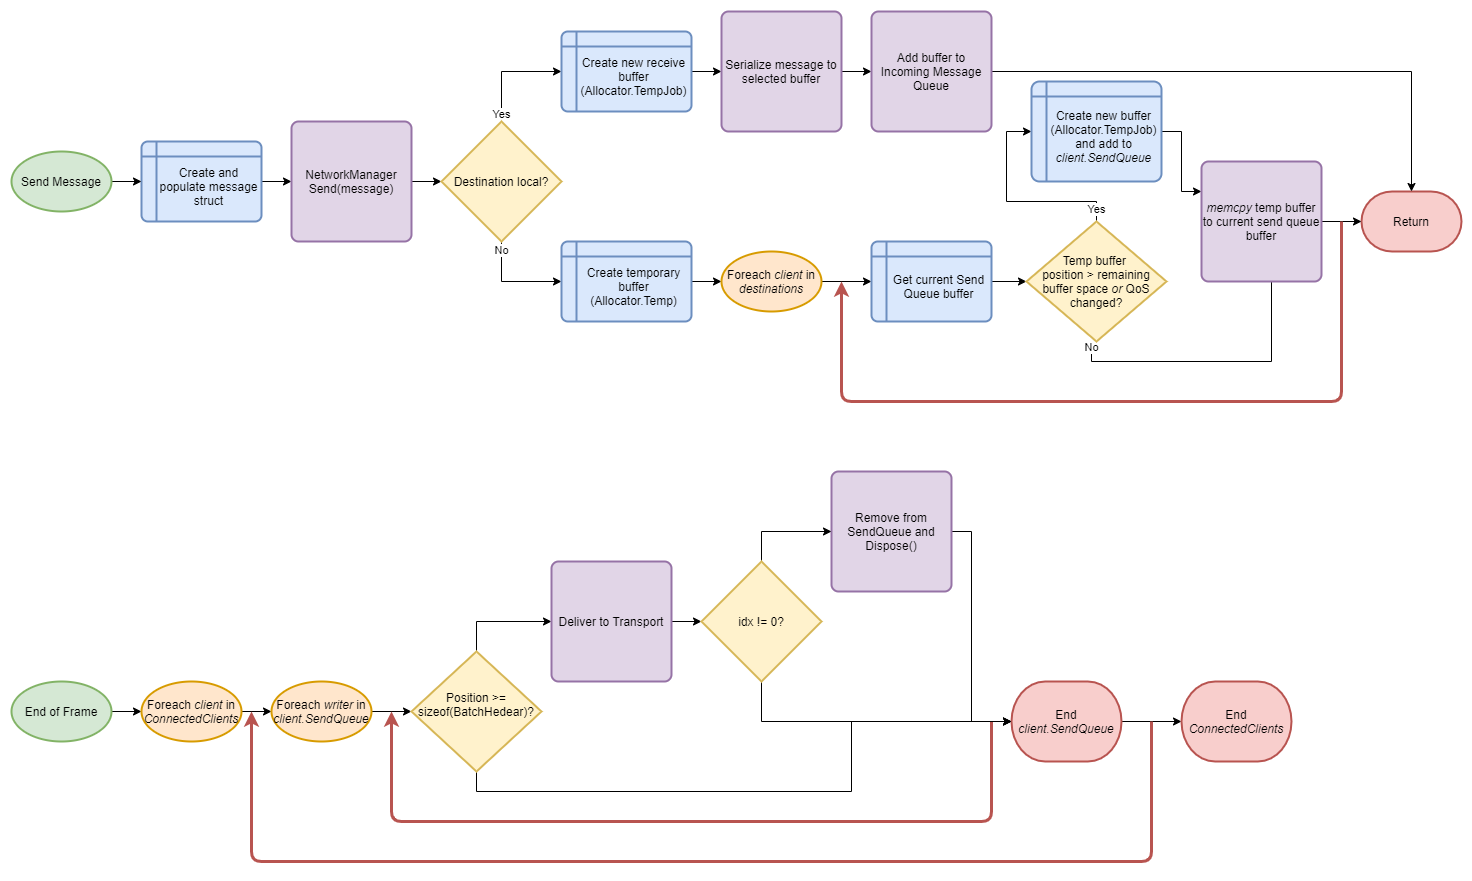 Send Message
Create and
populate message
struct
NetworkManager
Send(message)
Destination local?
Yes
Create new receive
buffer
(Allocator.TempJob)
Serialize message to
selected buffer
Add buffer to
Incoming Message
Queue
No
Create temporary
buffer
(Allocator.Temp)
Foreach client in
destinations
Get current Send
Queue buffer
Temp buffer
position > remaining
buffer space or QoS
changed?
Yes
Create new buffer
(Allocator.TempJob)
and add to
client.SendQueue
No
memcpy temp buffer
to current send queue
buffer
Return
End of Frame
Foreach client in
ConnectedClients
Foreach writer in
client.SendQueue
Position >=
sizeof(BatchHedear)?
Deliver to Transport
idx != 0?
Remove from
SendQueue and
Dispose()
End
client.SendQueue
End
ConnectedClients